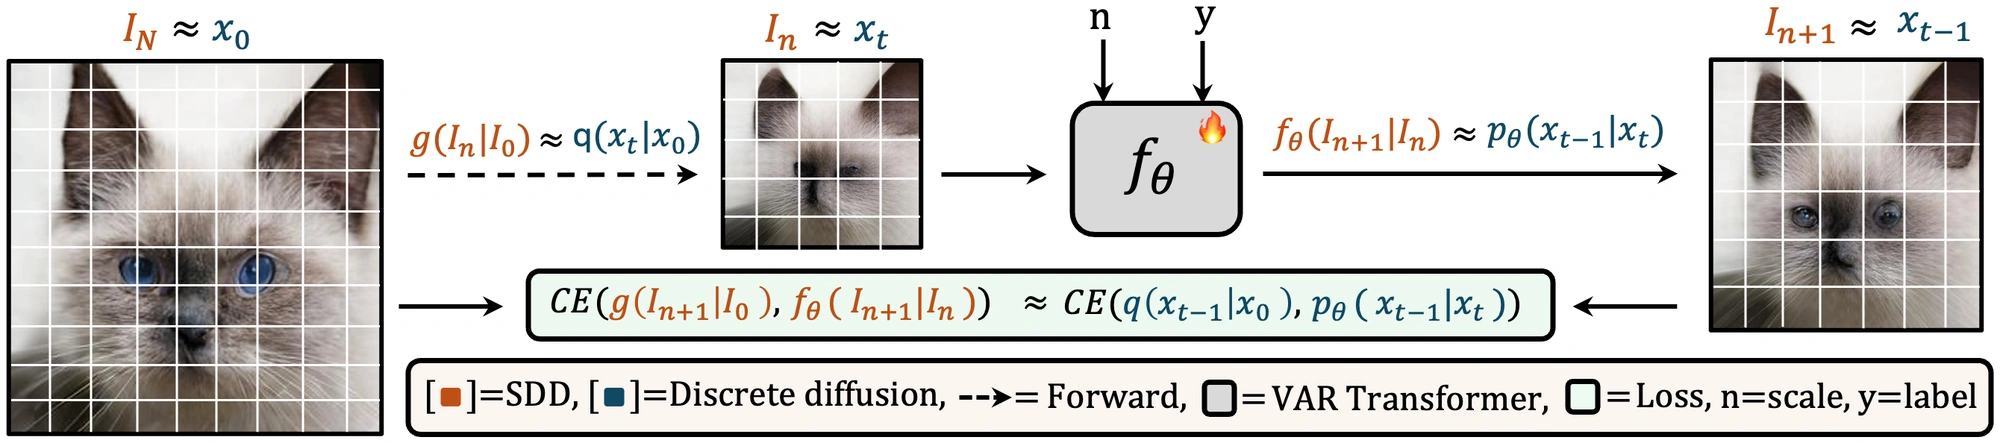 I_N ≈ x_0
I_n ≈ x_t
n
y
I_{n+1} ≈ x_{t-1}
g(I_n|I_0) ≈ q(x_t|x_0)
f_θ
f_θ(I_{n+1}|I_n) ≈ p_θ(x_{t-1}|x_t)
CE(g(I_{n+1}|I_0), f_θ(I_{n+1}|I_n)) ≈ CE(q(x_{t-1}|x_0), p_θ(x_{t-1}|x_t))
[■]=SDD, [■]=Discrete diffusion, --→= Forward, =VAR Transformer, =Loss, n=scale, y=label